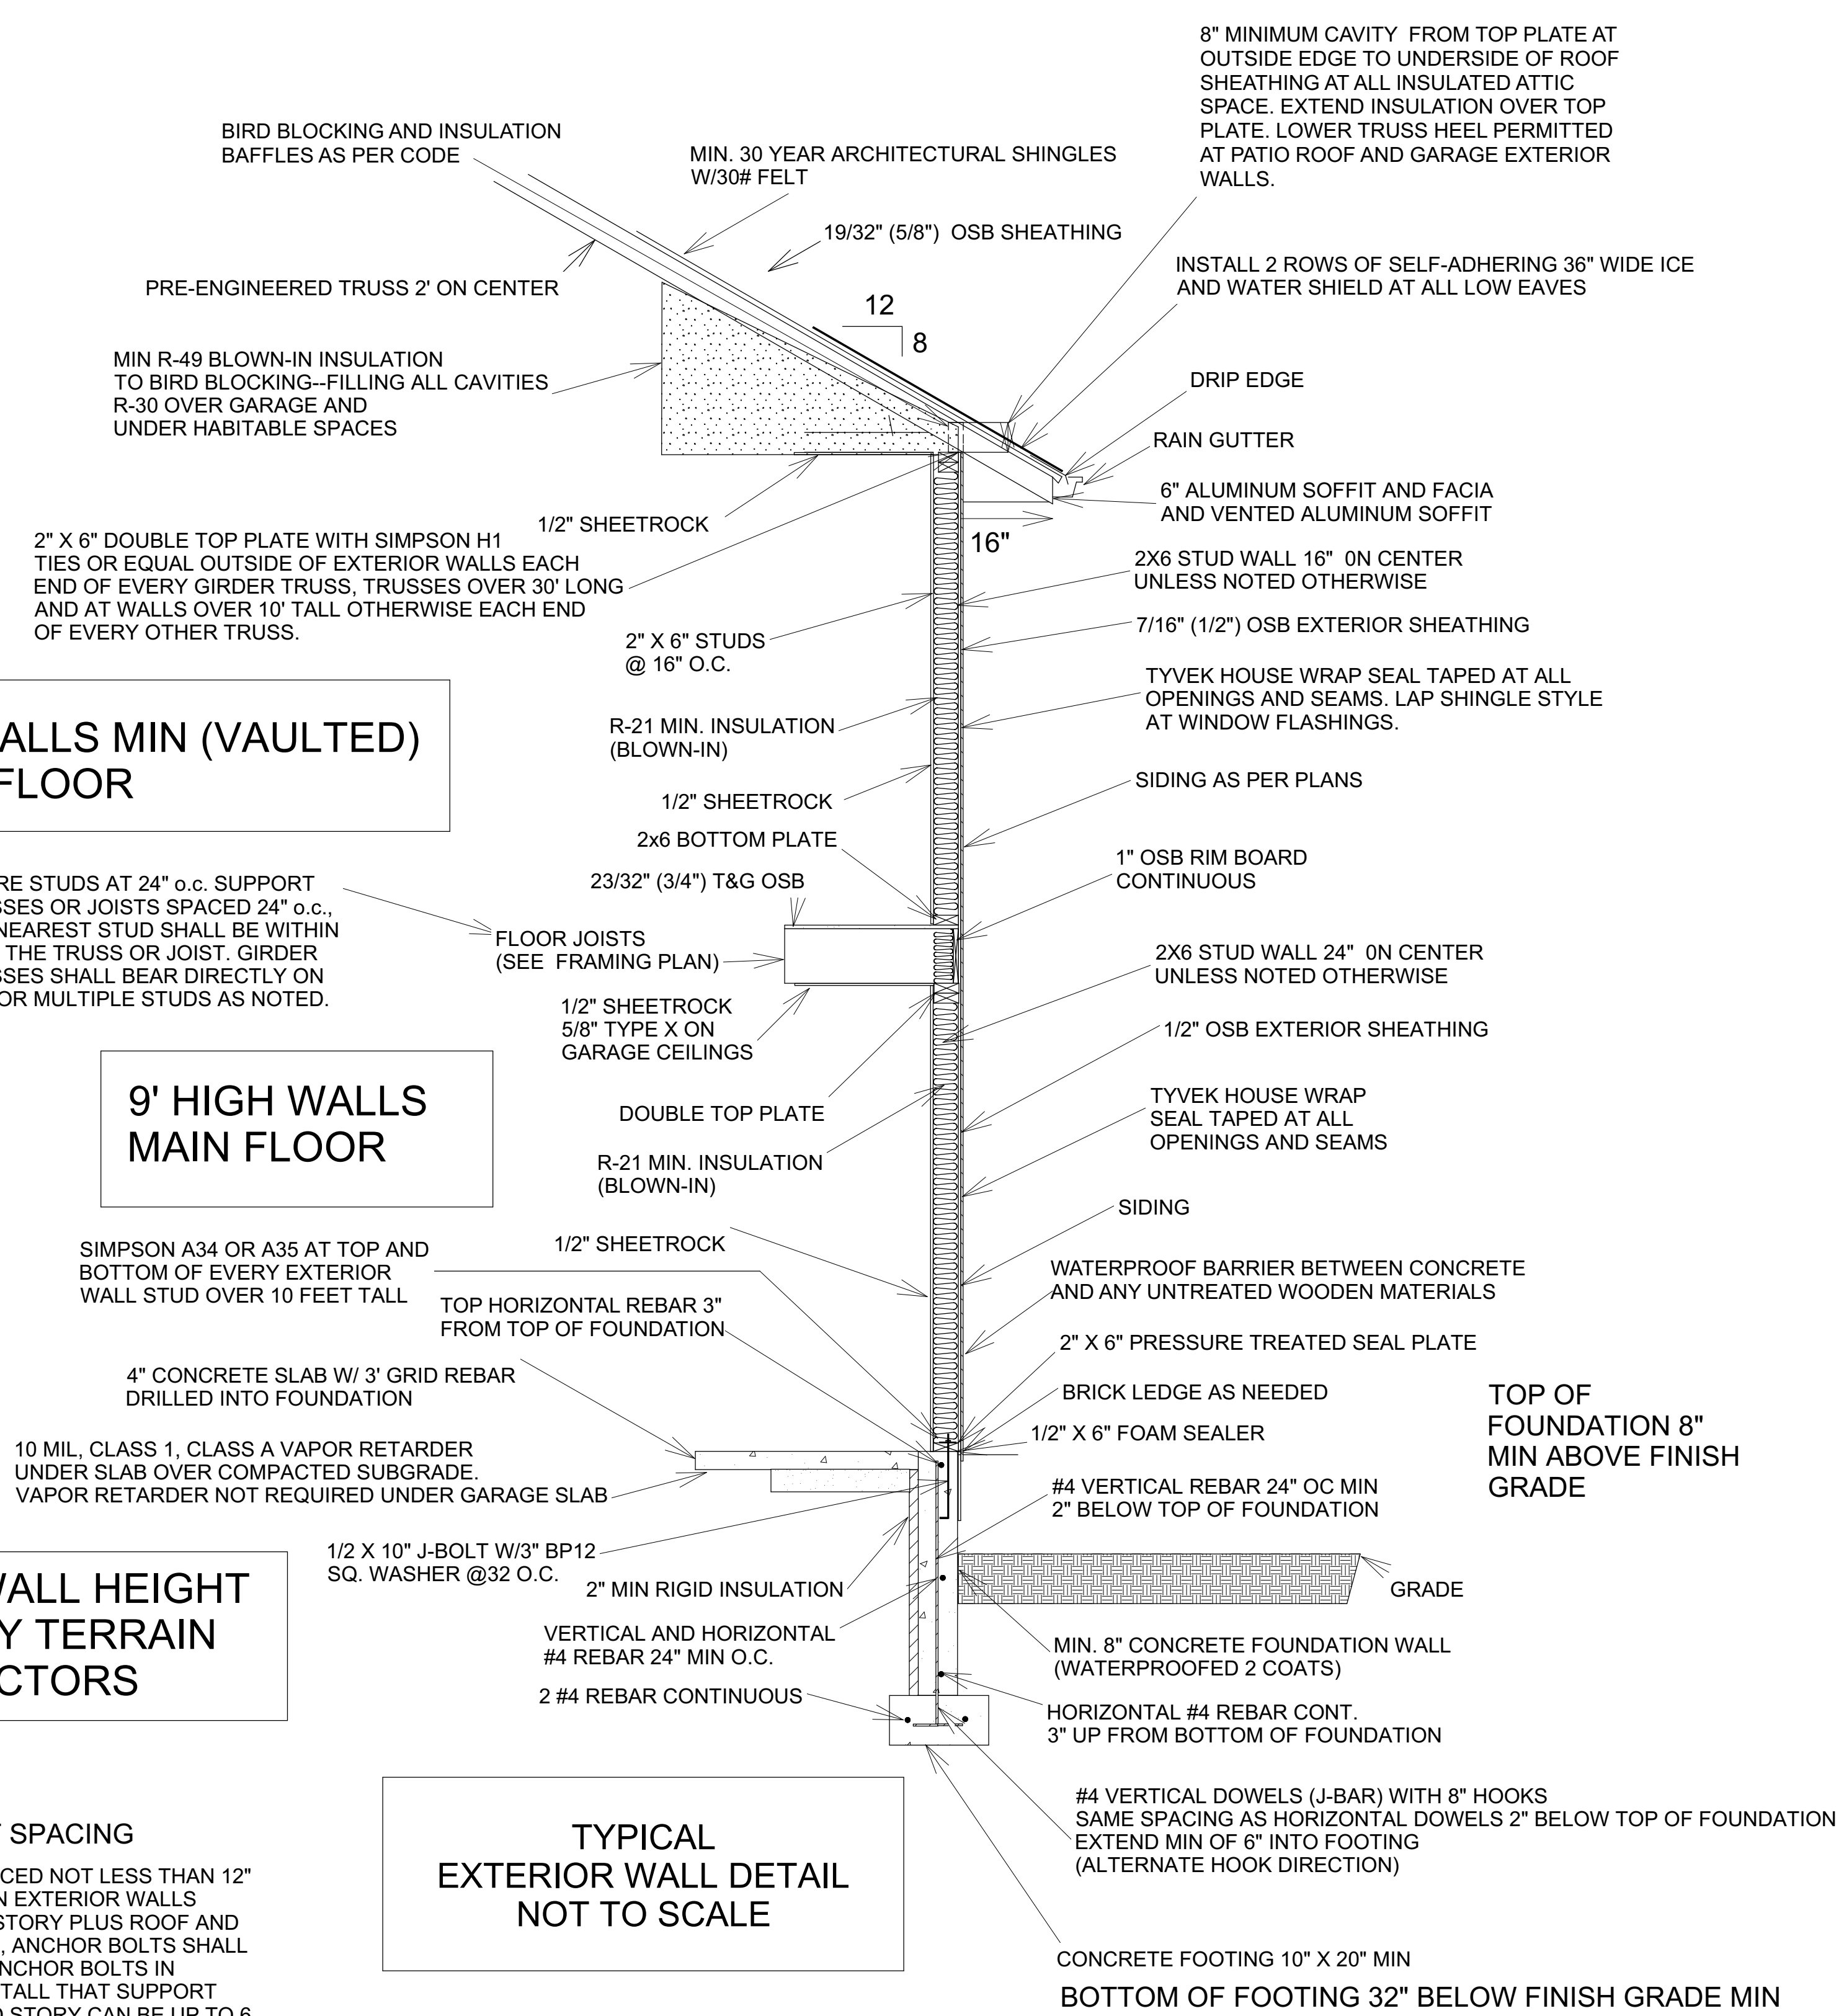 8" MINIMUM CAVITY FROM TOP PLATE AT
OUTSIDE EDGE TO UNDERSIDE OF ROOF
SHEATHING AT ALL INSULATED ATTIC
SPACE. EXTEND INSULATION OVER TOP
PLATE. LOWER TRUSS HEEL PERMITTED
AT PATIO ROOF AND GARAGE EXTERIOR
WALLS.
BIRD BLOCKING AND INSULATION
BAFFLES AS PER CODE
MIN. 30 YEAR ARCHITECTURAL SHINGLES
W/30# FELT
19/32" (5/8") OSB SHEATHING
INSTALL 2 ROWS OF SELF-ADHERING 36" WIDE ICE
AND WATER SHIELD AT ALL LOW EAVES
PRE-ENGINEERED TRUSS 2' ON CENTER
12
8
MIN R-49 BLOWN-IN INSULATION
TO BIRD BLOCKING--FILLING ALL CAVITIES
R-30 OVER GARAGE AND
UNDER HABITABLE SPACES
DRIP EDGE
RAIN GUTTER
6" ALUMINUM SOFFIT AND FACIA
AND VENTED ALUMINUM SOFFIT
1/2" SHEETROCK
16"
2" X 6" DOUBLE TOP PLATE WITH SIMPSON H1
TIES OR EQUAL OUTSIDE OF EXTERIOR WALLS EACH
END OF EVERY GIRDER TRUSS, TRUSSES OVER 30' LONG
AND AT WALLS OVER 10' TALL OTHERWISE EACH END
OF EVERY OTHER TRUSS.
2X6 STUD WALL 16" 0N CENTER
UNLESS NOTED OTHERWISE
7/16" (1/2") OSB EXTERIOR SHEATHING
2" X 6" STUDS
@ 16" O.C.
TYVEK HOUSE WRAP SEAL TAPED AT ALL
OPENINGS AND SEAMS. LAP SHINGLE STYLE
AT WINDOW FLASHINGS.
R-21 MIN. INSULATION
(BLOWN-IN)
ALLS MIN (VAULTED)
FLOOR
SIDING AS PER PLANS
1/2" SHEETROCK
2x6 BOTTOM PLATE
1" OSB RIM BOARD
CONTINUOUS
23/32" (3/4") T&G OSB
RE STUDS AT 24" o.c. SUPPORT
SSES OR JOISTS SPACED 24" o.c.,
NEAREST STUD SHALL BE WITHIN
THE TRUSS OR JOIST. GIRDER
SSES SHALL BEAR DIRECTLY ON
OR MULTIPLE STUDS AS NOTED.
FLOOR JOISTS
(SEE FRAMING PLAN)
2X6 STUD WALL 24" 0N CENTER
UNLESS NOTED OTHERWISE
1/2" SHEETROCK
5/8" TYPE X ON
GARAGE CEILINGS
1/2" OSB EXTERIOR SHEATHING
9' HIGH WALLS
MAIN FLOOR
DOUBLE TOP PLATE
TYVEK HOUSE WRAP
SEAL TAPED AT ALL
OPENINGS AND SEAMS
R-21 MIN. INSULATION
(BLOWN-IN)
SIDING
1/2" SHEETROCK
SIMPSON A34 OR A35 AT TOP AND
BOTTOM OF EVERY EXTERIOR
WALL STUD OVER 10 FEET TALL
WATERPROOF BARRIER BETWEEN CONCRETE
AND ANY UNTREATED WOODEN MATERIALS
TOP HORIZONTAL REBAR 3"
FROM TOP OF FOUNDATION
2" X 6" PRESSURE TREATED SEAL PLATE
4" CONCRETE SLAB W/ 3' GRID REBAR
DRILLED INTO FOUNDATION
BRICK LEDGE AS NEEDED
TOP OF
FOUNDATION 8"
MIN ABOVE FINISH
GRADE
1/2" X 6" FOAM SEALER
10 MIL, CLASS 1, CLASS A VAPOR RETARDER
UNDER SLAB OVER COMPACTED SUBGRADE.
VAPOR RETARDER NOT REQUIRED UNDER GARAGE SLAB
#4 VERTICAL REBAR 24" OC MIN
2" BELOW TOP OF FOUNDATION
1/2 X 10" J-BOLT W/3" BP12
SQ. WASHER @32 O.C.
2" MIN RIGID INSULATION
GRADE
WALL HEIGHT
Y TERRAIN
CTORS
VERTICAL AND HORIZONTAL
#4 REBAR 24" MIN O.C.
MIN. 8" CONCRETE FOUNDATION WALL
(WATERPROOFED 2 COATS)
2 #4 REBAR CONTINUOUS
HORIZONTAL #4 REBAR CONT.
3" UP FROM BOTTOM OF FOUNDATION
#4 VERTICAL DOWELS (J-BAR) WITH 8" HOOKS
SAME SPACING AS HORIZONTAL DOWELS 2" BELOW TOP OF FOUNDATION
EXTEND MIN OF 6" INTO FOOTING
(ALTERNATE HOOK DIRECTION)
TYPICAL
EXTERIOR WALL DETAIL
NOT TO SCALE
SPACING
CED NOT LESS THAN 12"
N EXTERIOR WALLS
STORY PLUS ROOF AND
, ANCHOR BOLTS SHALL
NCHOR BOLTS IN
TALL THAT SUPPORT
STORY CAN BE UP TO 6
CONCRETE FOOTING 10" X 20" MIN
BOTTOM OF FOOTING 32" BELOW FINISH GRADE MIN